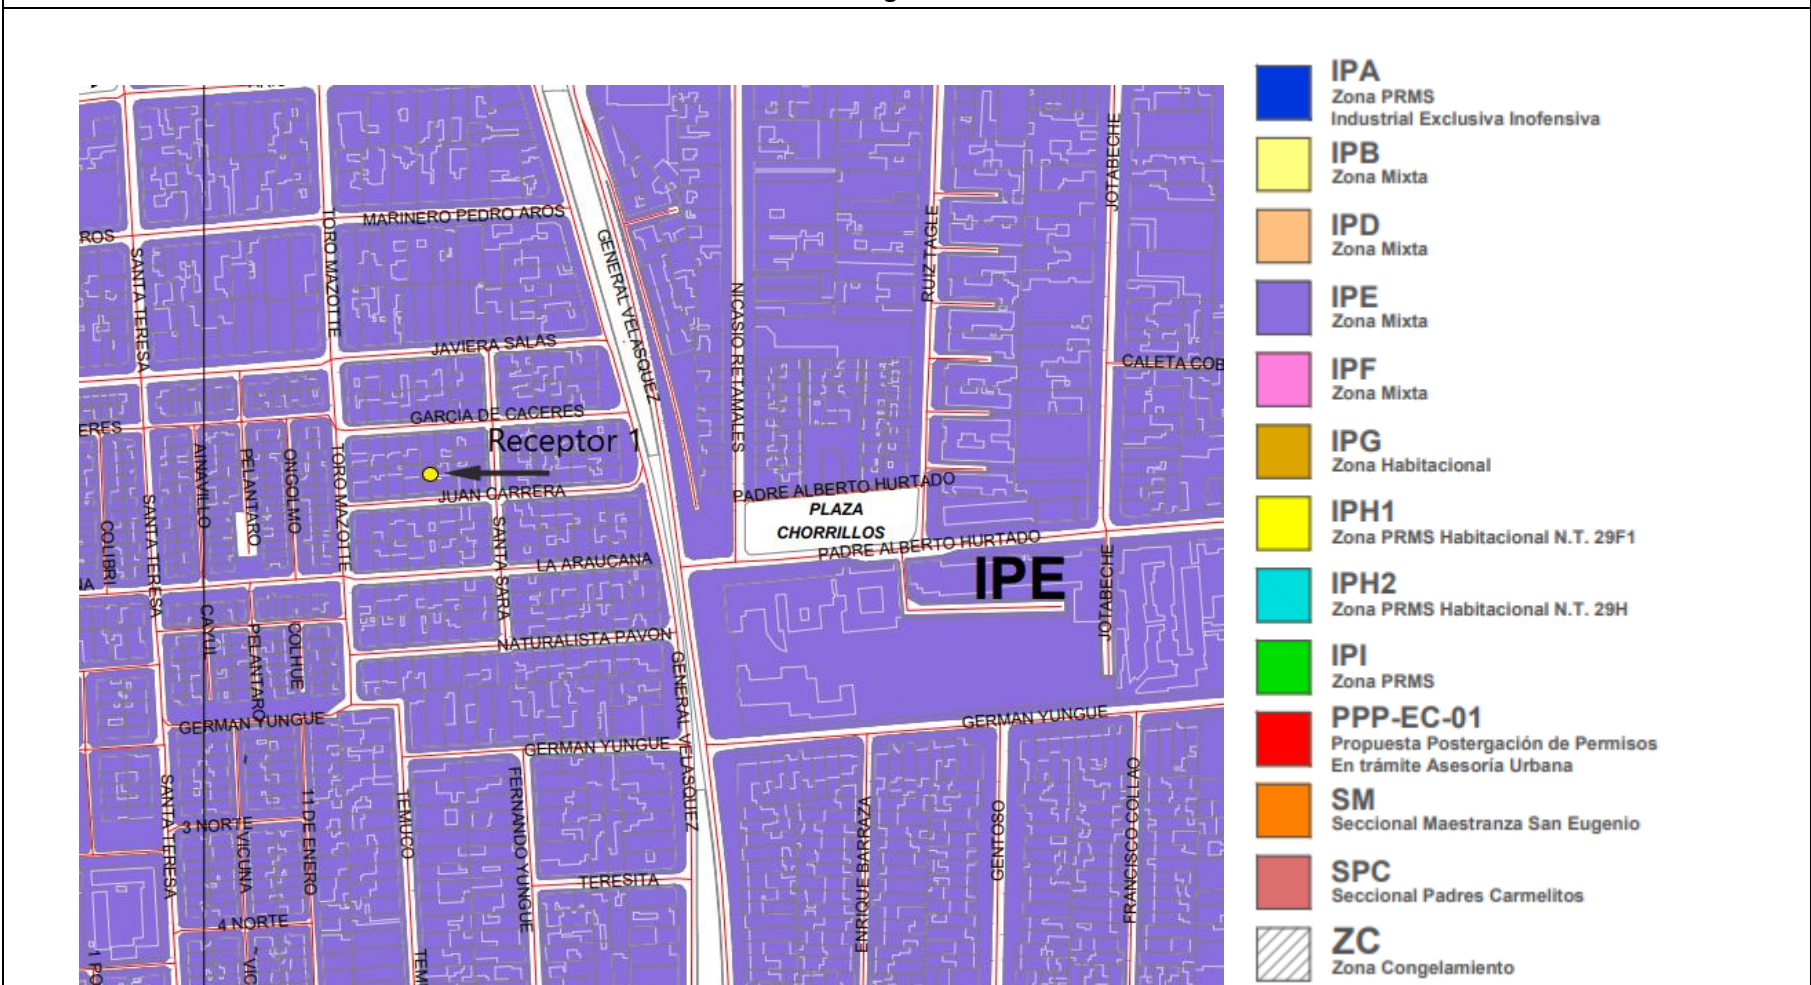 MARINERO PEDRO AROS
ROS
SANTA TERESA
TORO MAZOTTE
GENERAL VELASQUEZ
NICASIO RETAMALES
RUIZ TAGLE
JOTABECHE
JAVIERA SALAS
CALETA COB
GARCIA DE CACERES
ERES
Receptor 1
AINAVILLO
PELANTARO
ONGOLMO
TORO MAZOTTE
JUAN CARRERA
PADRE ALBERTO HURTADO
PLAZA
CHORRILLOS
PADRE ALBERTO HURTADO
COLIBRI
SANTA TERESA
SANTA SARA
LA ARAUCANA
IPE
JOTABECHE
NA
CAYUL
PELANTARO
COLHUE
NATURALISTA PAVON
GENERAL VELASQUEZ
GERMAN YUNGUE
GERMAN YUNGUE
GERMAN YUNGUE
SANTA TERESA
3 NORTE
VICUNA
11 DE ENERO
TEMUCO
FERNANDO YUNGUE
ENRIQUE BARRAZA
GENTOSO
FRANCISCO COLLAO
TERESITA
4 NORTE
VIC
TEM
1 PO
IPA
Zona PRMS
Industrial Exclusiva Inofensiva
IPB
Zona Mixta
IPD
Zona Mixta
IPE
Zona Mixta
IPF
Zona Mixta
IPG
Zona Habitacional
IPH1
Zona PRMS Habitacional N.T. 29F1
IPH2
Zona PRMS Habitacional N.T. 29H
IPI
Zona PRMS
PPP-EC-01
Propuesta Postergación de Permisos
En trámite Asesoría Urbana
SM
Seccional Maestranza San Eugenio
SPC
Seccional Padres Carmelitos
ZC
Zona Congelamiento